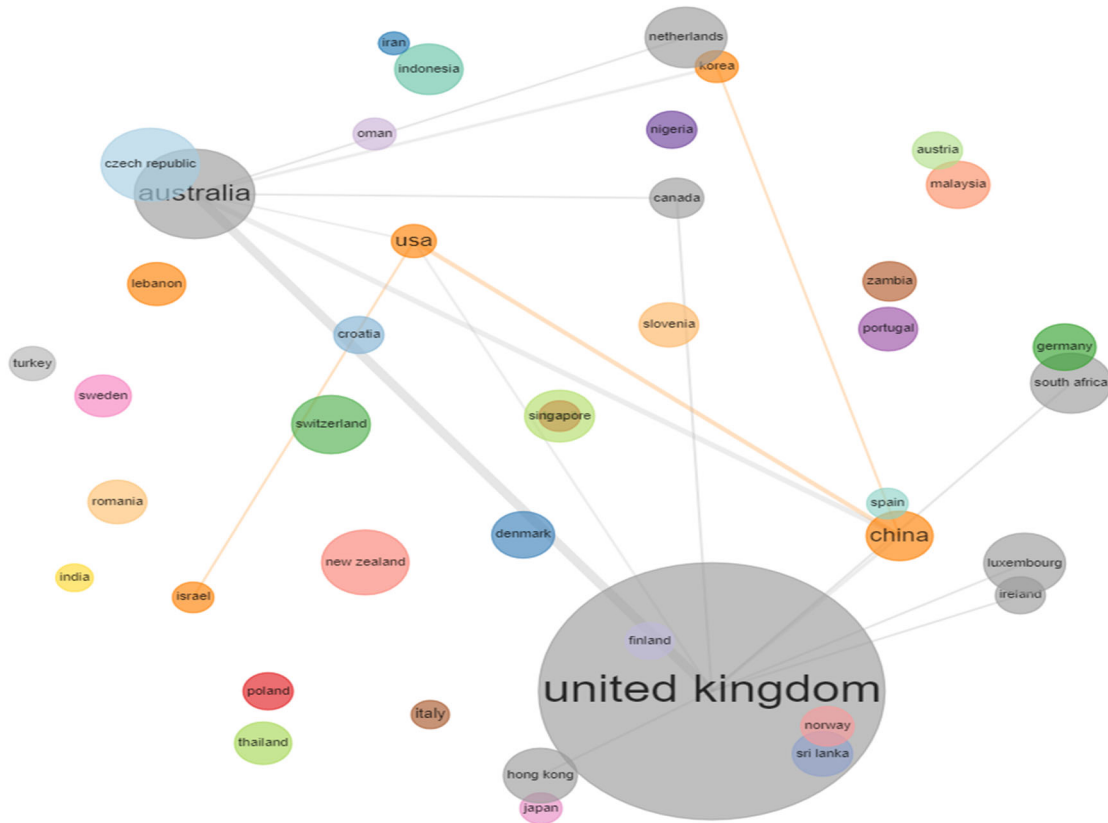 netherlands
iran
indonesia
korea
oman
nigeria
austria
czech republic
malaysia
australia
canada
usa
lebanon
zambia
slovenia
portugal
croatia
germany
turkey
south africa
sweden
singapore
switzerland
romania
spain
denmark
china
new zealand
luxembourg
india
israel
ireland
finland
united kingdom
poland
italy
norway
thailand
sri lanka
hong kong
japan